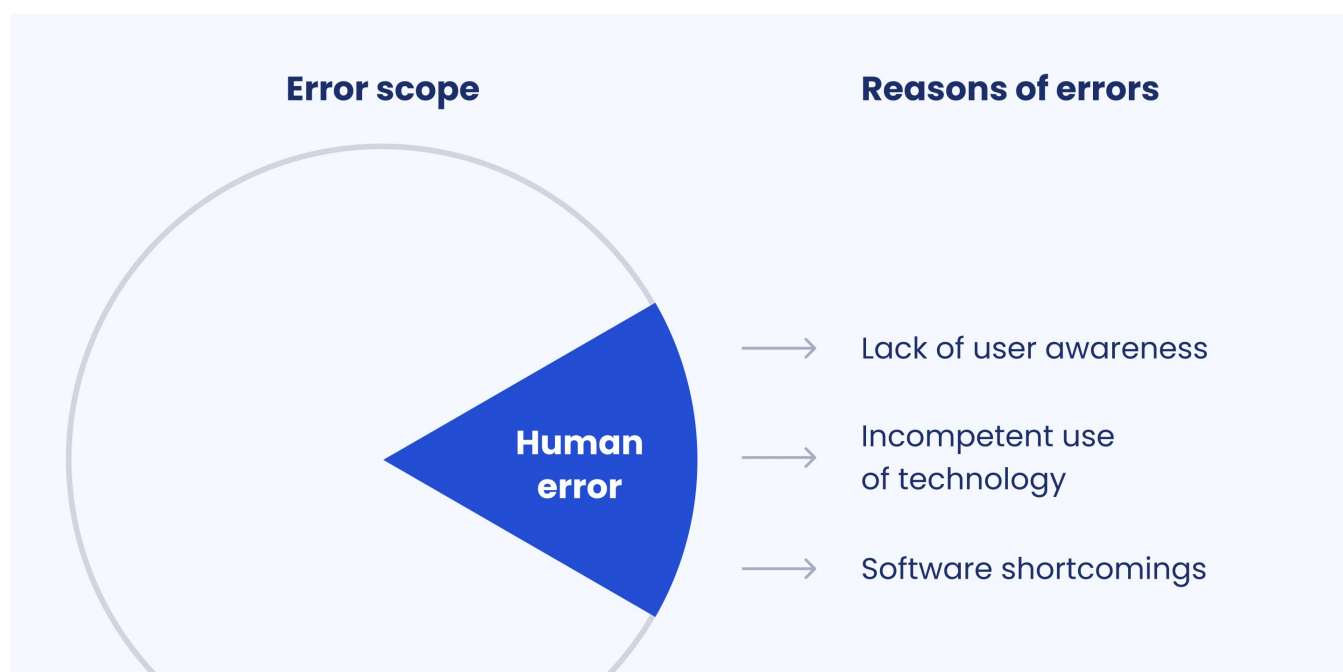 Error scope
Reasons of errors
Human
error
Lack of user awareness
Incompetent use
of technology
Software shortcomings